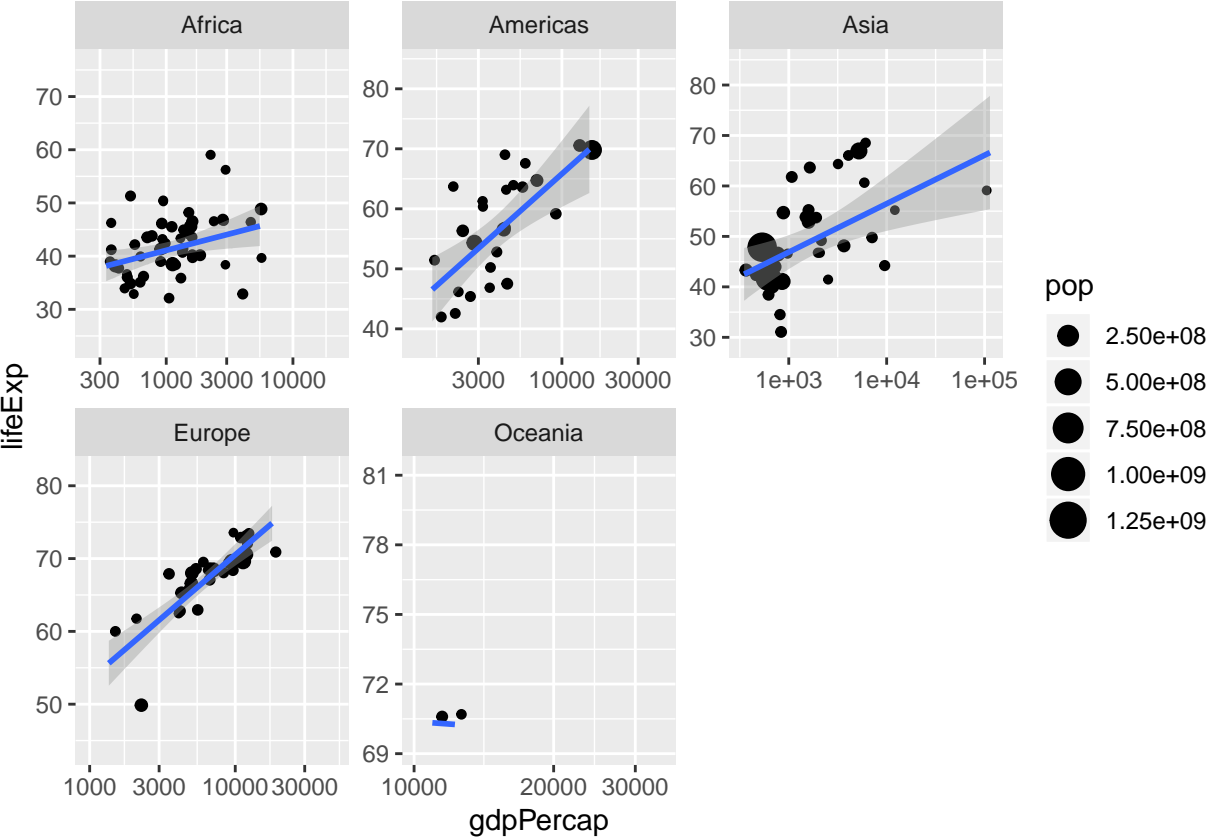 Africa Americas Asia
70
60
50
40
30
80
70
60
50
40
80
70
60
50
40
30
300 1000 3000 10000
3000 10000 30000
1e+03 1e+04 1e+05
Europe Oceania
80
70
60
50
81
78
75
72
69
1000 3000 10000 30000
10000 20000 30000
gdpPercap
lifeExp
pop
2.50e+08
5.00e+08
7.50e+08
1.00e+09
1.25e+09